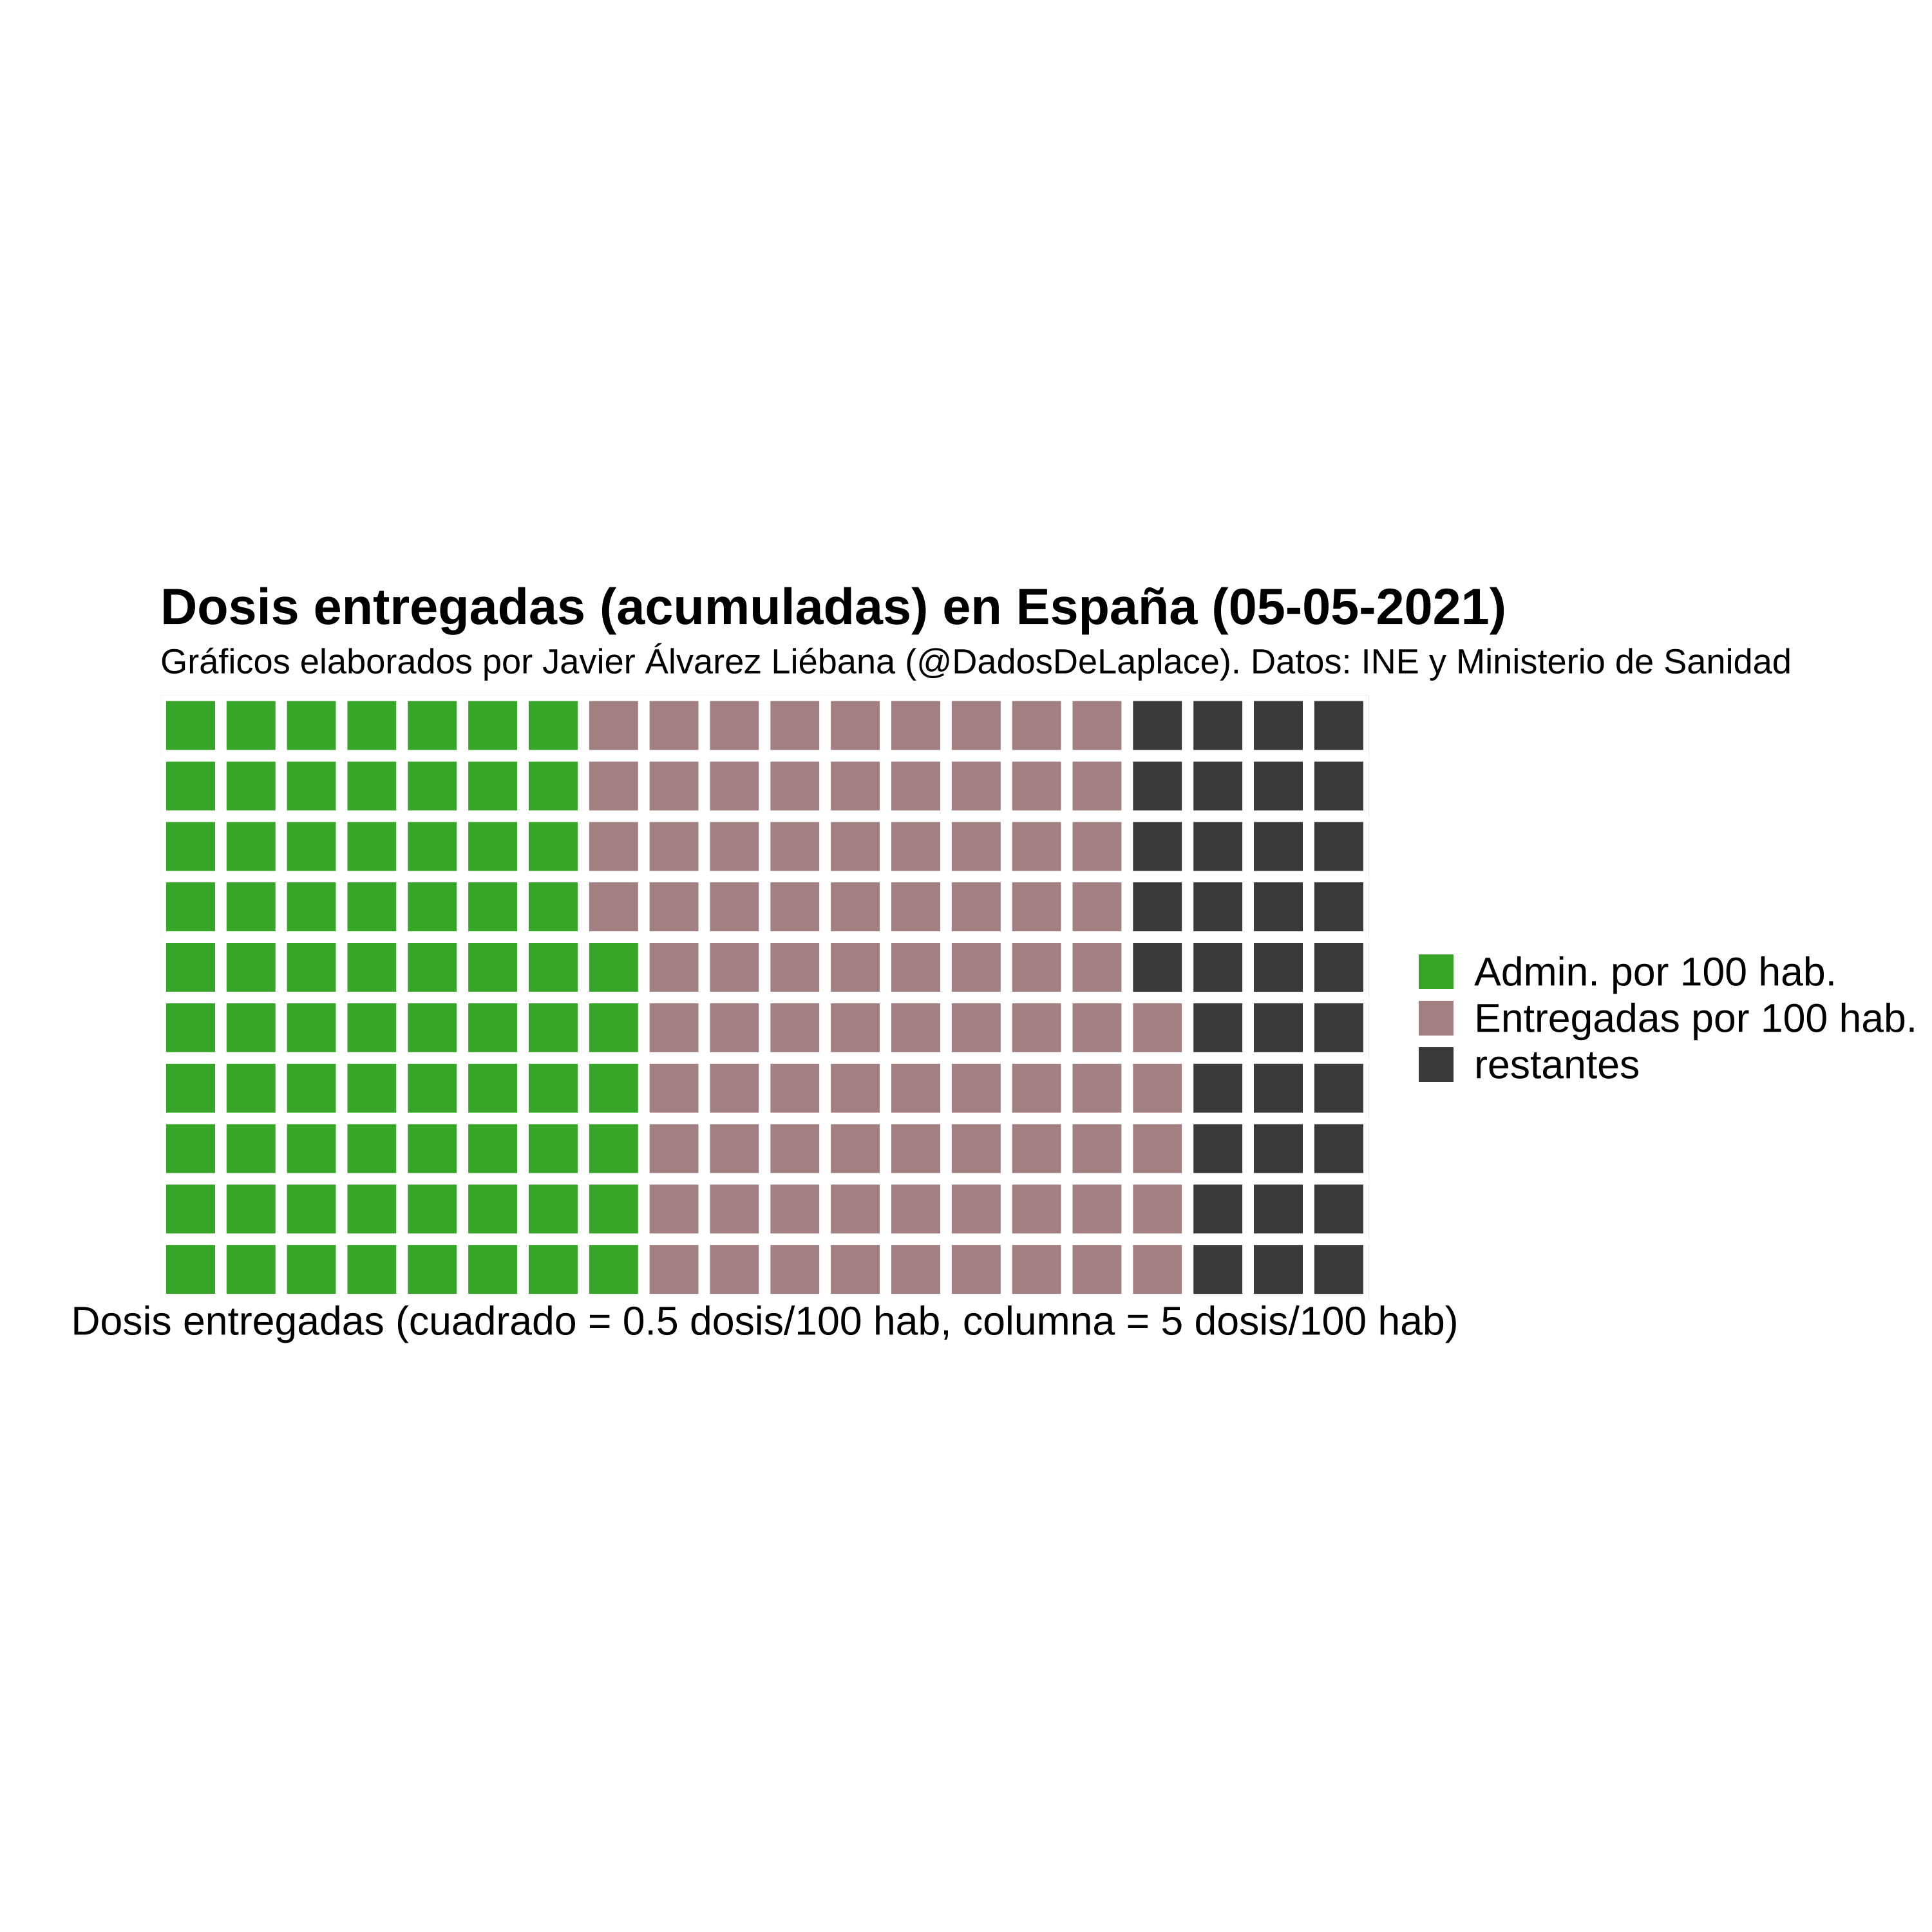 Dosis entregadas (acumuladas) en España (05-05-2021)
Gráficos elaborados por Javier Álvarez Liébana (@DadosDeLaplace). Datos: INE y Ministerio de Sanidad
Admin. por 100 hab.
Entregadas por 100 hab.
restantes
Dosis entregadas (cuadrado = 0.5 dosis/100 hab, columna = 5 dosis/100 hab)